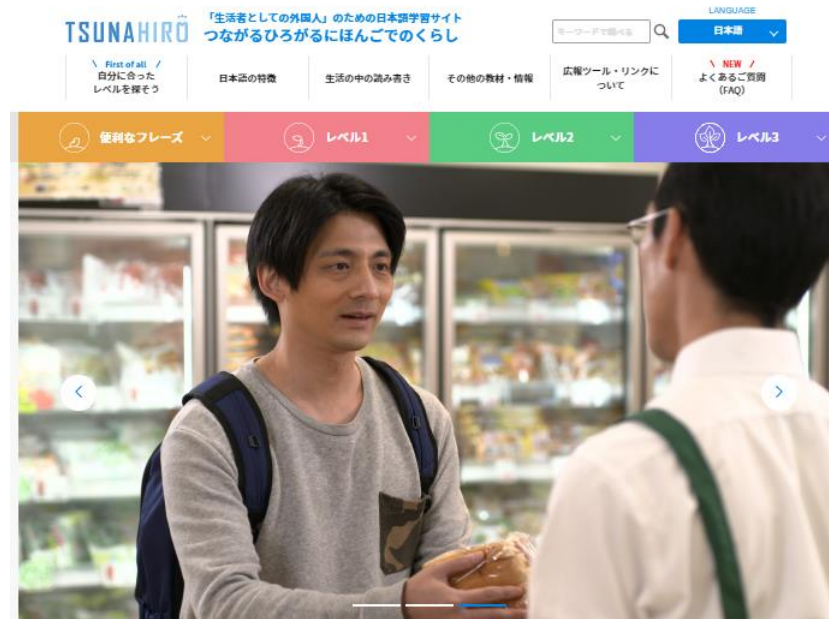 TSUNAHIRO
「生活者としての外国人」のための日本語学習サイト
つながるひろがるにほんごでのくらし
キーワードで調べる
LANGUAGE
日本語
\ First of all /
自分に合った
レベルを探そう
日本語の特徴
生活の中の読み書き
その他の教材・情報
広報ツール・リンクに
ついて
\ NEW /
よくあるご質問
(FAQ)
便利なフレーズ
レベル1
レベル2
レベル3